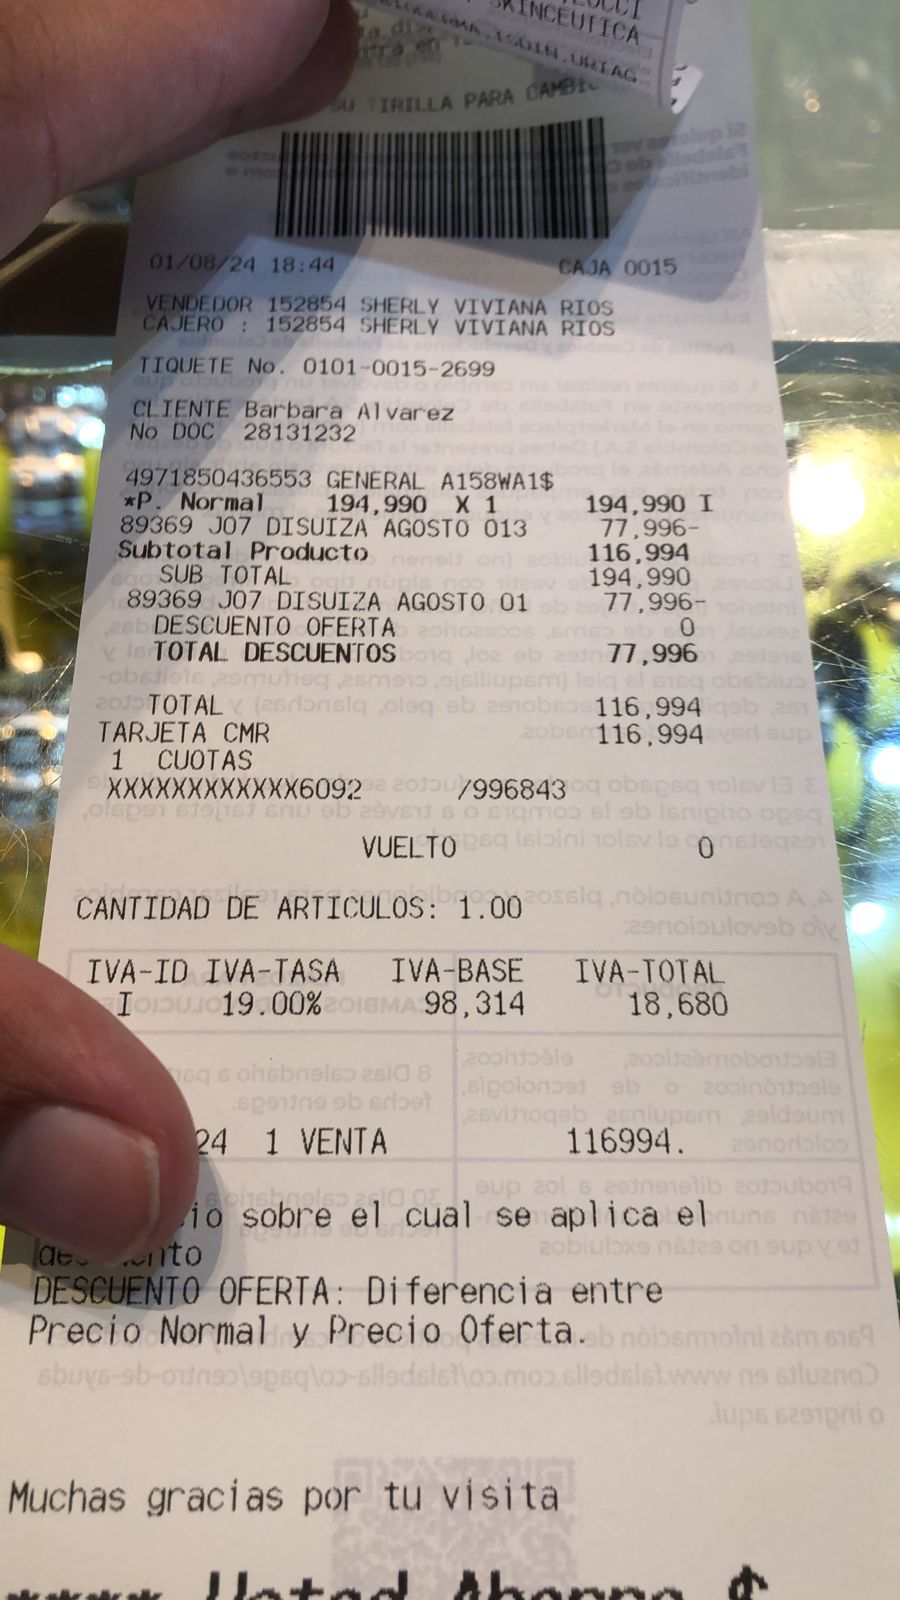 SKINCEUTICA
ISDIN.URIAG
SU TIRILLA PARA CAMBI
01/08/24 18:44 CAJA 0015
VENDEDOR 152854 SHERLY VIVIANA RIOS
CAJERO : 152854 SHERLY VIVIANA RIOS
TIQUETE No. 0101-0015-2699
CLIENTE Barbara Alvarez
No DOC 28131232
4971850436553 GENERAL A158WA1$
*P. Normal 194,990 X 1 194,990 I
89369 J07 DISUIZA AGOSTO 013 77,996-
Subtotal Producto 116,994
SUB TOTAL 194,990
89369 J07 DISUIZA AGOSTO 01 77,996-
DESCUENTO OFERTA 0
TOTAL DESCUENTOS 77,996
TOTAL 116,994
TARJETA CMR 116,994
1 CUOTAS
XXXXXXXXXXXX6092 /996843
VUELTO 0
CANTIDAD DE ARTICULOS: 1.00
IVA-ID IVA-TASA IVA-BASE IVA-TOTAL
I 19.00% 98,314 18,680
24 1 VENTA 116994.
io sobre el cual se aplica el
DESCUENTO OFERTA: Diferencia entre
Precio Normal y Precio Oferta.
Muchas gracias por tu visita
**** Usted Ahorro $